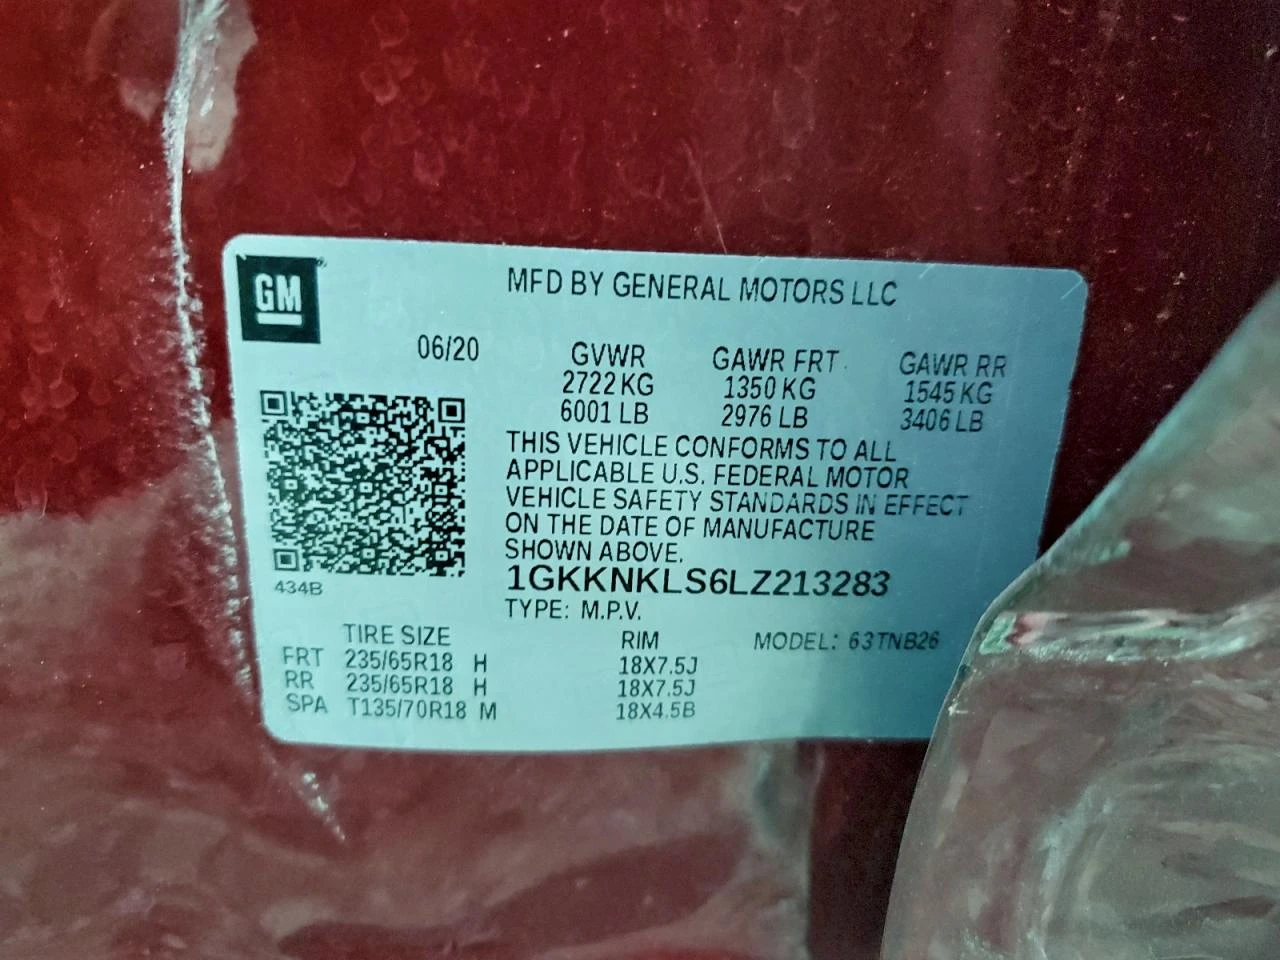 GM
MFD BY GENERAL MOTORS LLC
06/20 GVWR GAWR FRT GAWR RR
2722 KG 1350 KG 1545 KG
6001 LB 2976 LB 3406 LB
THIS VEHICLE CONFORMS TO ALL
APPLICABLE U.S. FEDERAL MOTOR
VEHICLE SAFETY STANDARDS IN EFFECT
ON THE DATE OF MANUFACTURE
SHOWN ABOVE.
434B
1GKKNKLS6LZ213283
TYPE: M.P.V.
TIRE SIZE RIM MODEL: 63TNB26
FRT 235/65R18 H 18X7.5J
RR 235/65R18 H 18X7.5J
SPA T135/70R18 M 18X4.5B